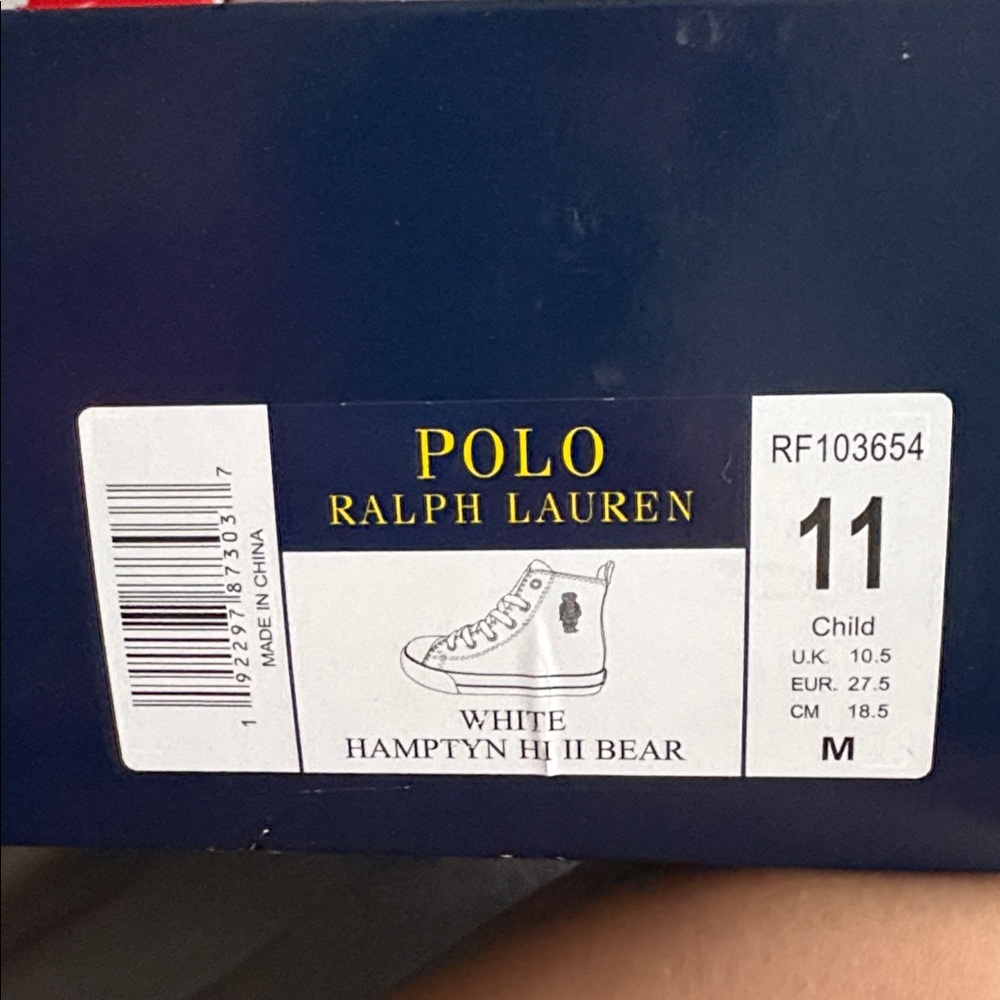 1 92297 87303 7
MADE IN CHINA
POLO
RALPH LAUREN
WHITE
HAMPTYN HI II BEAR
RF103654
11
Child
U.K. 10.5
EUR. 27.5
CM 18.5
M